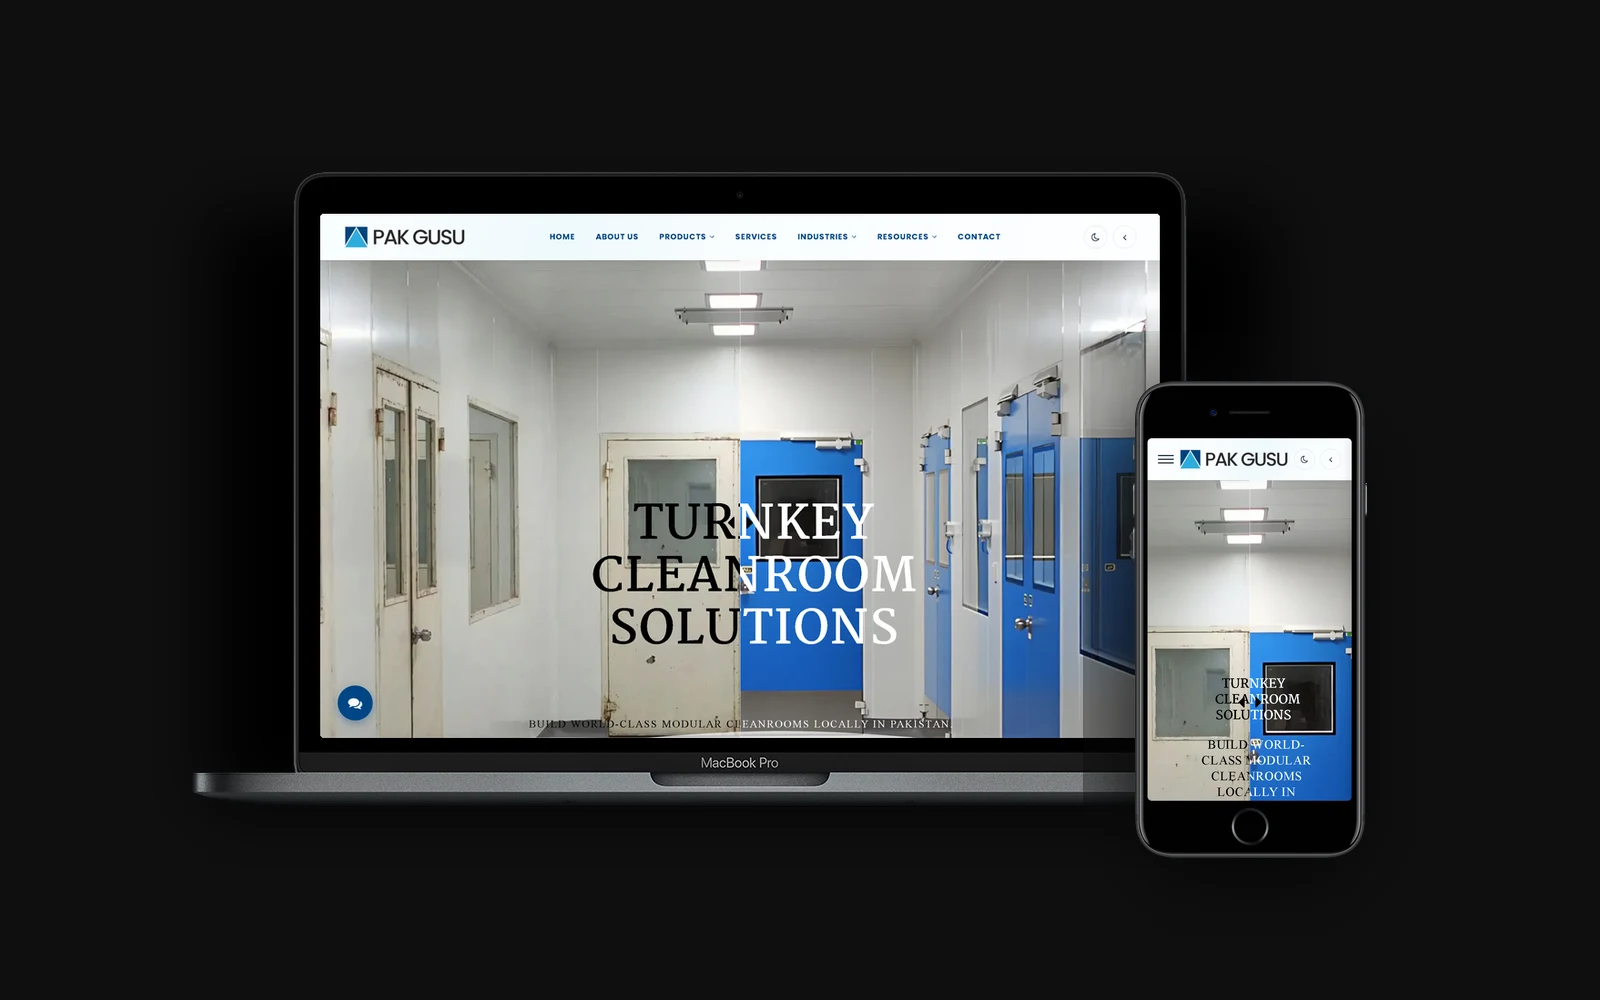 PAK GUSU
HOME ABOUT US PRODUCTS SERVICES INDUSTRIES RESOURCES CONTACT
TURNKEY
CLEANROOM
SOLUTIONS
BUILD WORLD-CLASS MODULAR CLEANROOMS LOCALLY IN PAKISTAN
MacBook Pro
PAK GUSU
TURNKEY
CLEANROOM
SOLUTIONS
BUILD WORLD-
CLASS MODULAR
CLEANROOMS
LOCALLY IN